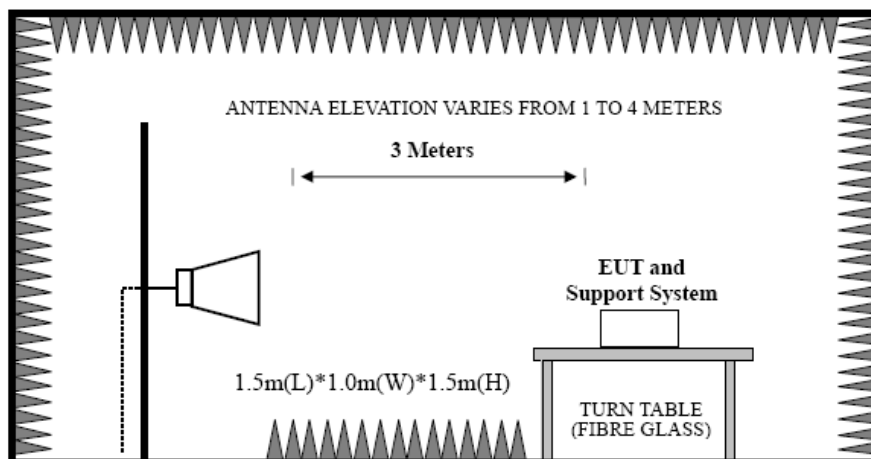 ANTENNA ELEVATION VARIES FROM 1 TO 4 METERS
3 Meters
EUT and
Support System
1.5m(L)*1.0m(W)*1.5m(H)
TURN TABLE
(FIBRE GLASS)